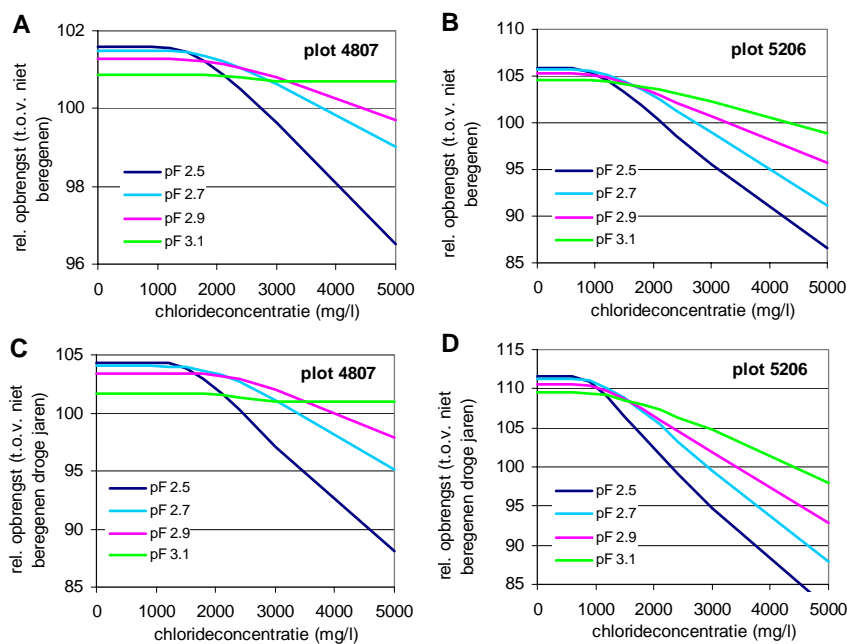 A
rel. opbrengst (t.o.v. niet
beregenen)
102
100
98
96
plot 4807
pF 2.5
pF 2.7
pF 2.9
pF 3.1
0 1000 2000 3000 4000 5000
chlorideconcentratie (mg/l)
B
rel. opbrengst (t.o.v. niet
beregenen)
110
105
100
95
90
85
plot 5206
pF 2.5
pF 2.7
pF 2.9
pF 3.1
0 1000 2000 3000 4000 5000
chlorideconcentratie (mg/l)
C
rel. opbrengst (t.o.v. niet
beregenen droge jaren)
105
100
95
90
85
plot 4807
pF 2.5
pF 2.7
pF 2.9
pF 3.1
0 1000 2000 3000 4000 5000
chlorideconcentratie (mg/l)
D
rel. opbrengst (t.o.v. niet
beregenen droge jaren)
115
110
105
100
95
90
85
plot 5206
pF 2.5
pF 2.7
pF 2.9
pF 3.1
0 1000 2000 3000 4000 5000
chlorideconcentratie (mg/l)